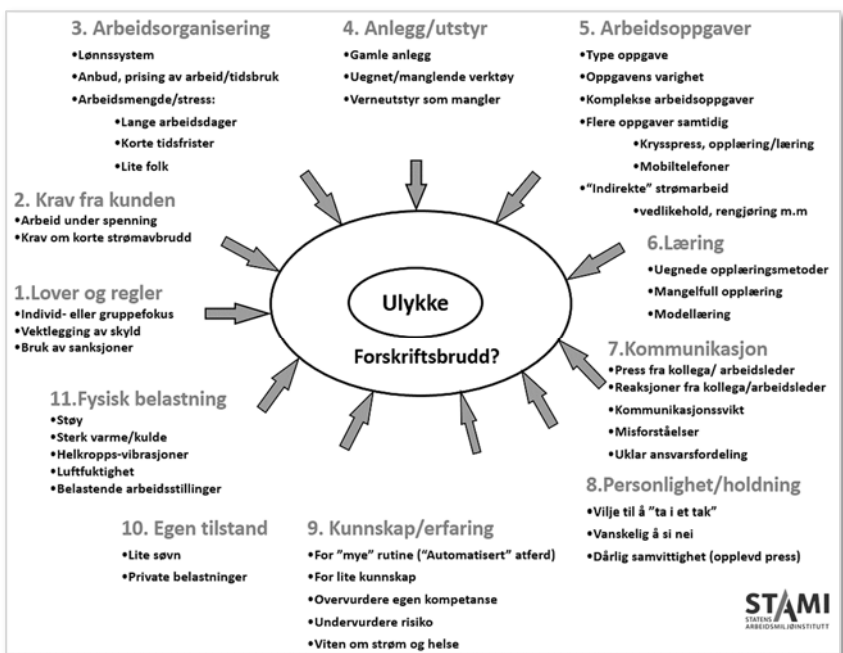 3. Arbeidsorganisering
•Lønnssystem
•Anbud, prising av arbeid/tidsbruk
•Arbeidsmengde/stress:
•Lange arbeidsdager
•Korte tidsfrister
•Lite folk
4. Anlegg/utstyr
•Gamle anlegg
•Uegnet/manglende verktøy
•Verneutstyr som mangler
5. Arbeidsoppgaver
•Type oppgave
•Oppgavens varighet
•Komplekse arbeidsoppgaver
•Flere oppgaver samtidig
•Krysspress, opplæring/læring
•Mobiltelefoner
•“Indirekte” strømarbeid
•vedlikehold, rengjøring m.m
2. Krav fra kunden
•Arbeid under spenning
•Krav om korte strømavbrudd
6.Læring
•Uegnede opplæringsmetoder
•Mangelfull opplæring
•Modellæring
1.Lover og regler
•Individ- eller gruppefokus
•Vektlegging av skyld
•Bruk av sanksjoner
Ulykke
Forskriftsbrudd?
7.Kommunikasjon
•Press fra kollega/ arbeidsleder
•Reaksjoner fra kollega/arbeidsleder
•Kommunikasjonssvikt
•Misforståelser
•Uklar ansvarsfordeling
11.Fysisk belastning
•Støy
•Sterk varme/kulde
•Helkropps-vibrasjoner
•Luftfuktighet
•Belastende arbeidsstillinger
8.Personlighet/holdning
•Vilje til å ”ta i et tak”
•Vanskelig å si nei
•Dårlig samvittighet (opplevd press)
10. Egen tilstand
•Lite søvn
•Private belastninger
9. Kunnskap/erfaring
•For ”mye” rutine (“Automatisert” atferd)
•For lite kunnskap
•Overvurdere egen kompetanse
•Undervurdere risiko
•Viten om strøm og helse
STAMI
STATENS
ARBEIDSMILJØINSTITUTT